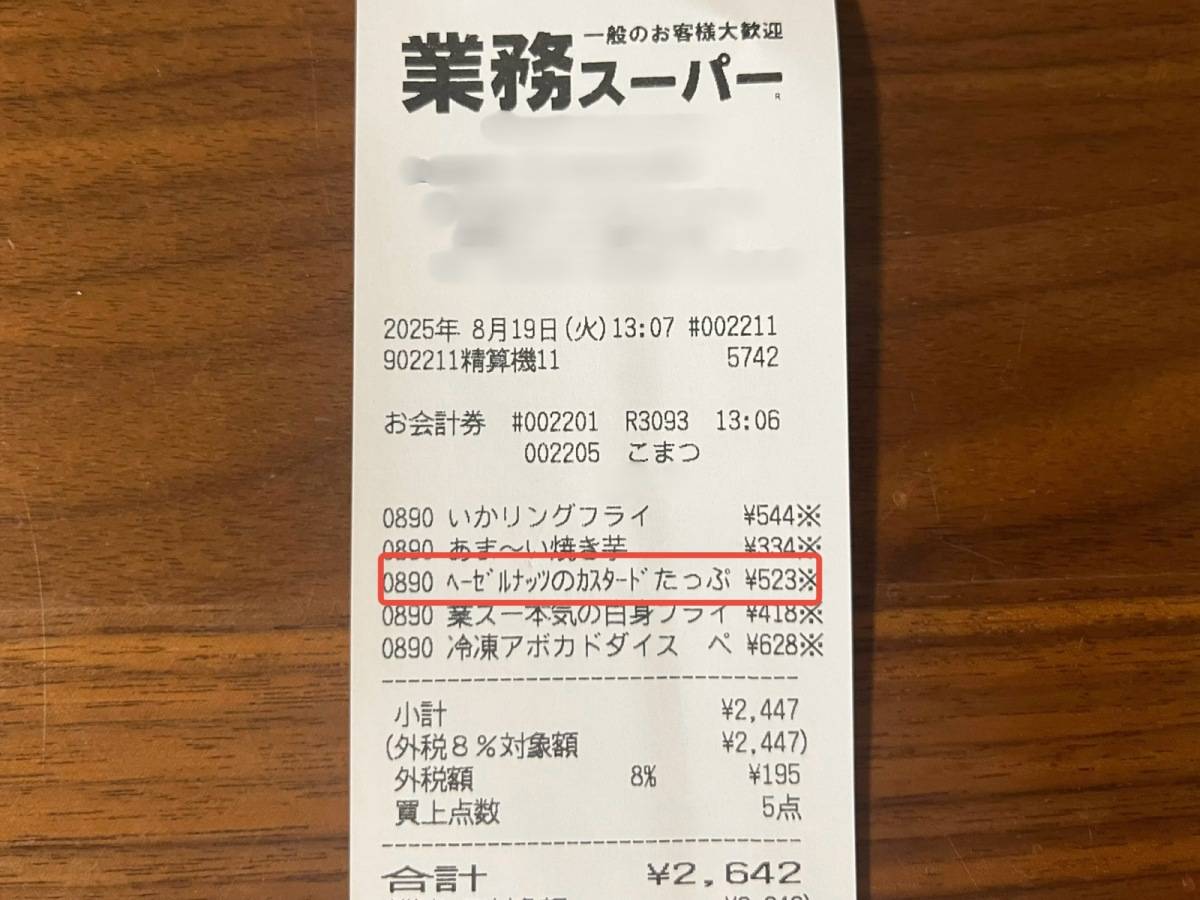 一般のお客様大歓迎
業務スーパー
R
2025年 8月19日(火)13:07 #002211
902211精算機11 5742
お会計券 #002201 R3093 13:06
002205 こまつ
0890 いかリングフライ ¥544※
0890 あま~い焼き芋 ¥334※
0890 ﾍｰｾﾞﾙﾅｯﾂのｶｽﾀｰﾄﾞたっぷ ¥523※
0890 業スー本気の白身フライ ¥418※
0890 冷凍アボカドダイス ペ ¥628※
小計 ¥2,447
(外税8%対象額 ¥2,447)
外税額 8% ¥195
買上点数 5点
合計 ¥2,642